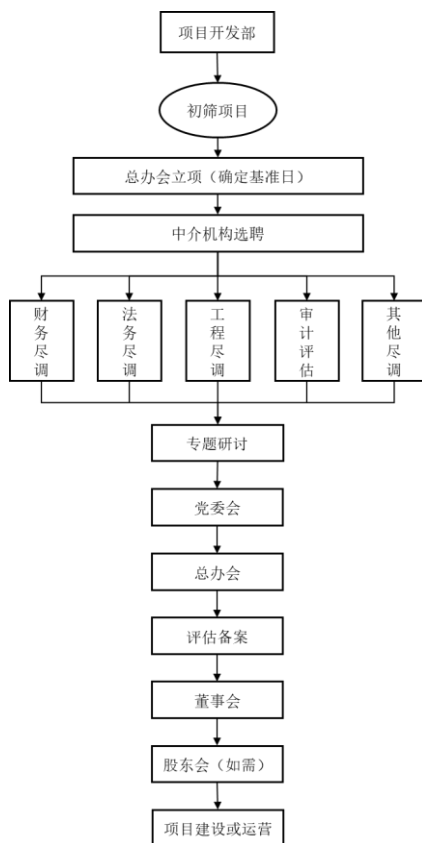 项目开发部
初筛项目
总办会立项（确定基准日）
中介机构选聘
财务尽调
法务尽调
工程尽调
审计评估
其他尽调
专题研讨
党委会
总办会
评估备案
董事会
股东会（如需）
项目建设或运营